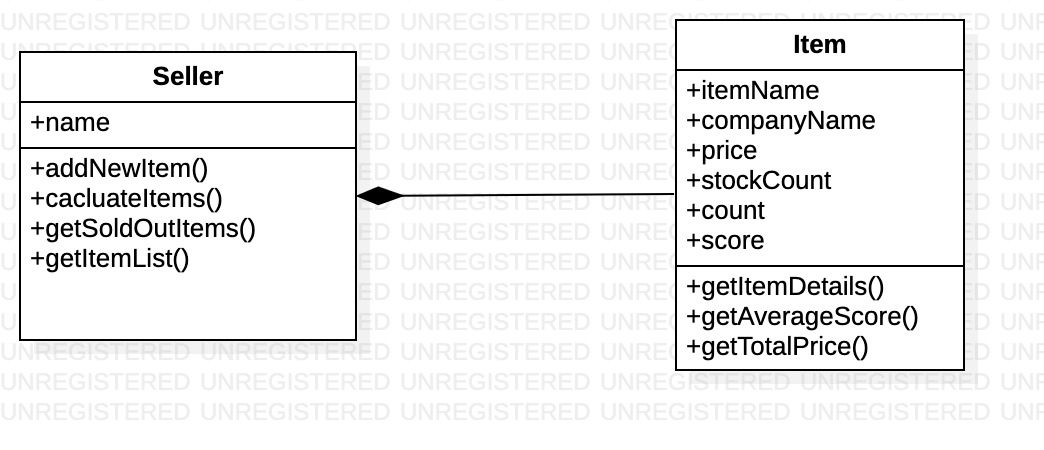 Seller
+name
+addNewItem()
+cacluateItems()
+getSoldOutItems()
+getItemList()
Item
+itemName
+companyName
+price
+stockCount
+count
+score
+getItemDetails()
+getAverageScore()
+getTotalPrice()
UNREGISTERED UNREGISTERED UNREGISTERED UNREGISTERED UNREGISTERED UNR